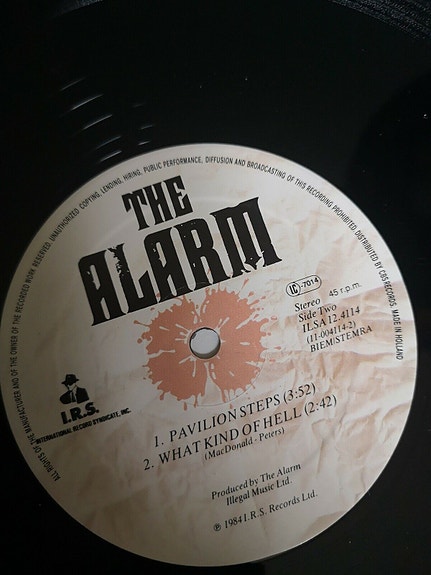 ALL RIGHTS OF THE MANUFACTURER AND OF THE OWNER OF THE RECORDED WORK RESERVED. UNAUTHORIZED COPYING, LENDING, HIRING, PUBLIC PERFORMANCE, DIFFUSION AND BROADCASTING OF THIS RECORDING PROHIBITED. DISTRIBUTED BY CBS RECORDS. MADE IN HOLLAND
THE
ALARM
LC-7014
Stereo 45 r.p.m.
Side Two
ILSA 12.4114
(11-004114-2)
BIEM/STEMRA
I.R.S.
INTERNATIONAL RECORD SYNDICATE, INC.
1. PAVILION STEPS (3:52)
2. WHAT KIND OF HELL (2:42)
(MacDonald - Peters)
Produced by The Alarm
Illegal Music Ltd.
℗ 1984 I.R.S. Records Ltd.